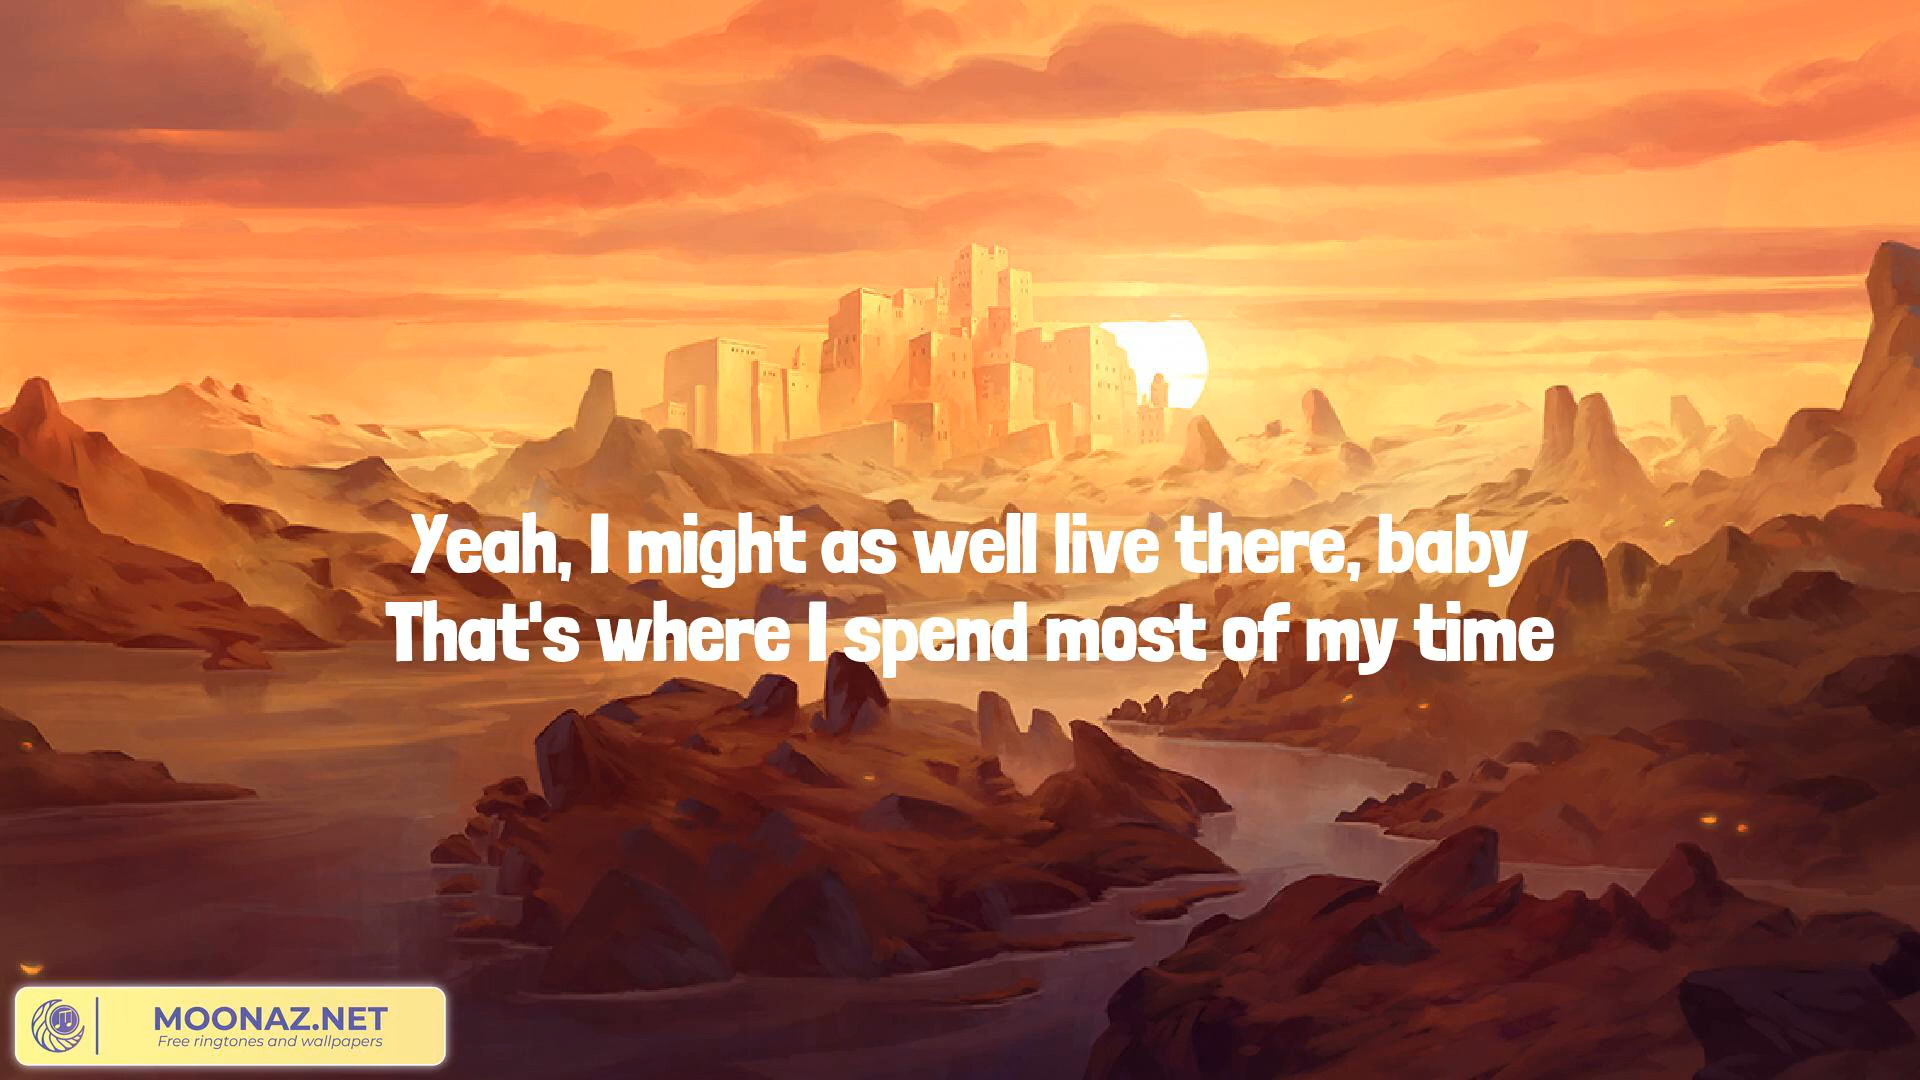 Yeah, I might as well live there, baby
That's where I spend most of my time
MOONAZ.NET
Free ringtones and wallpapers